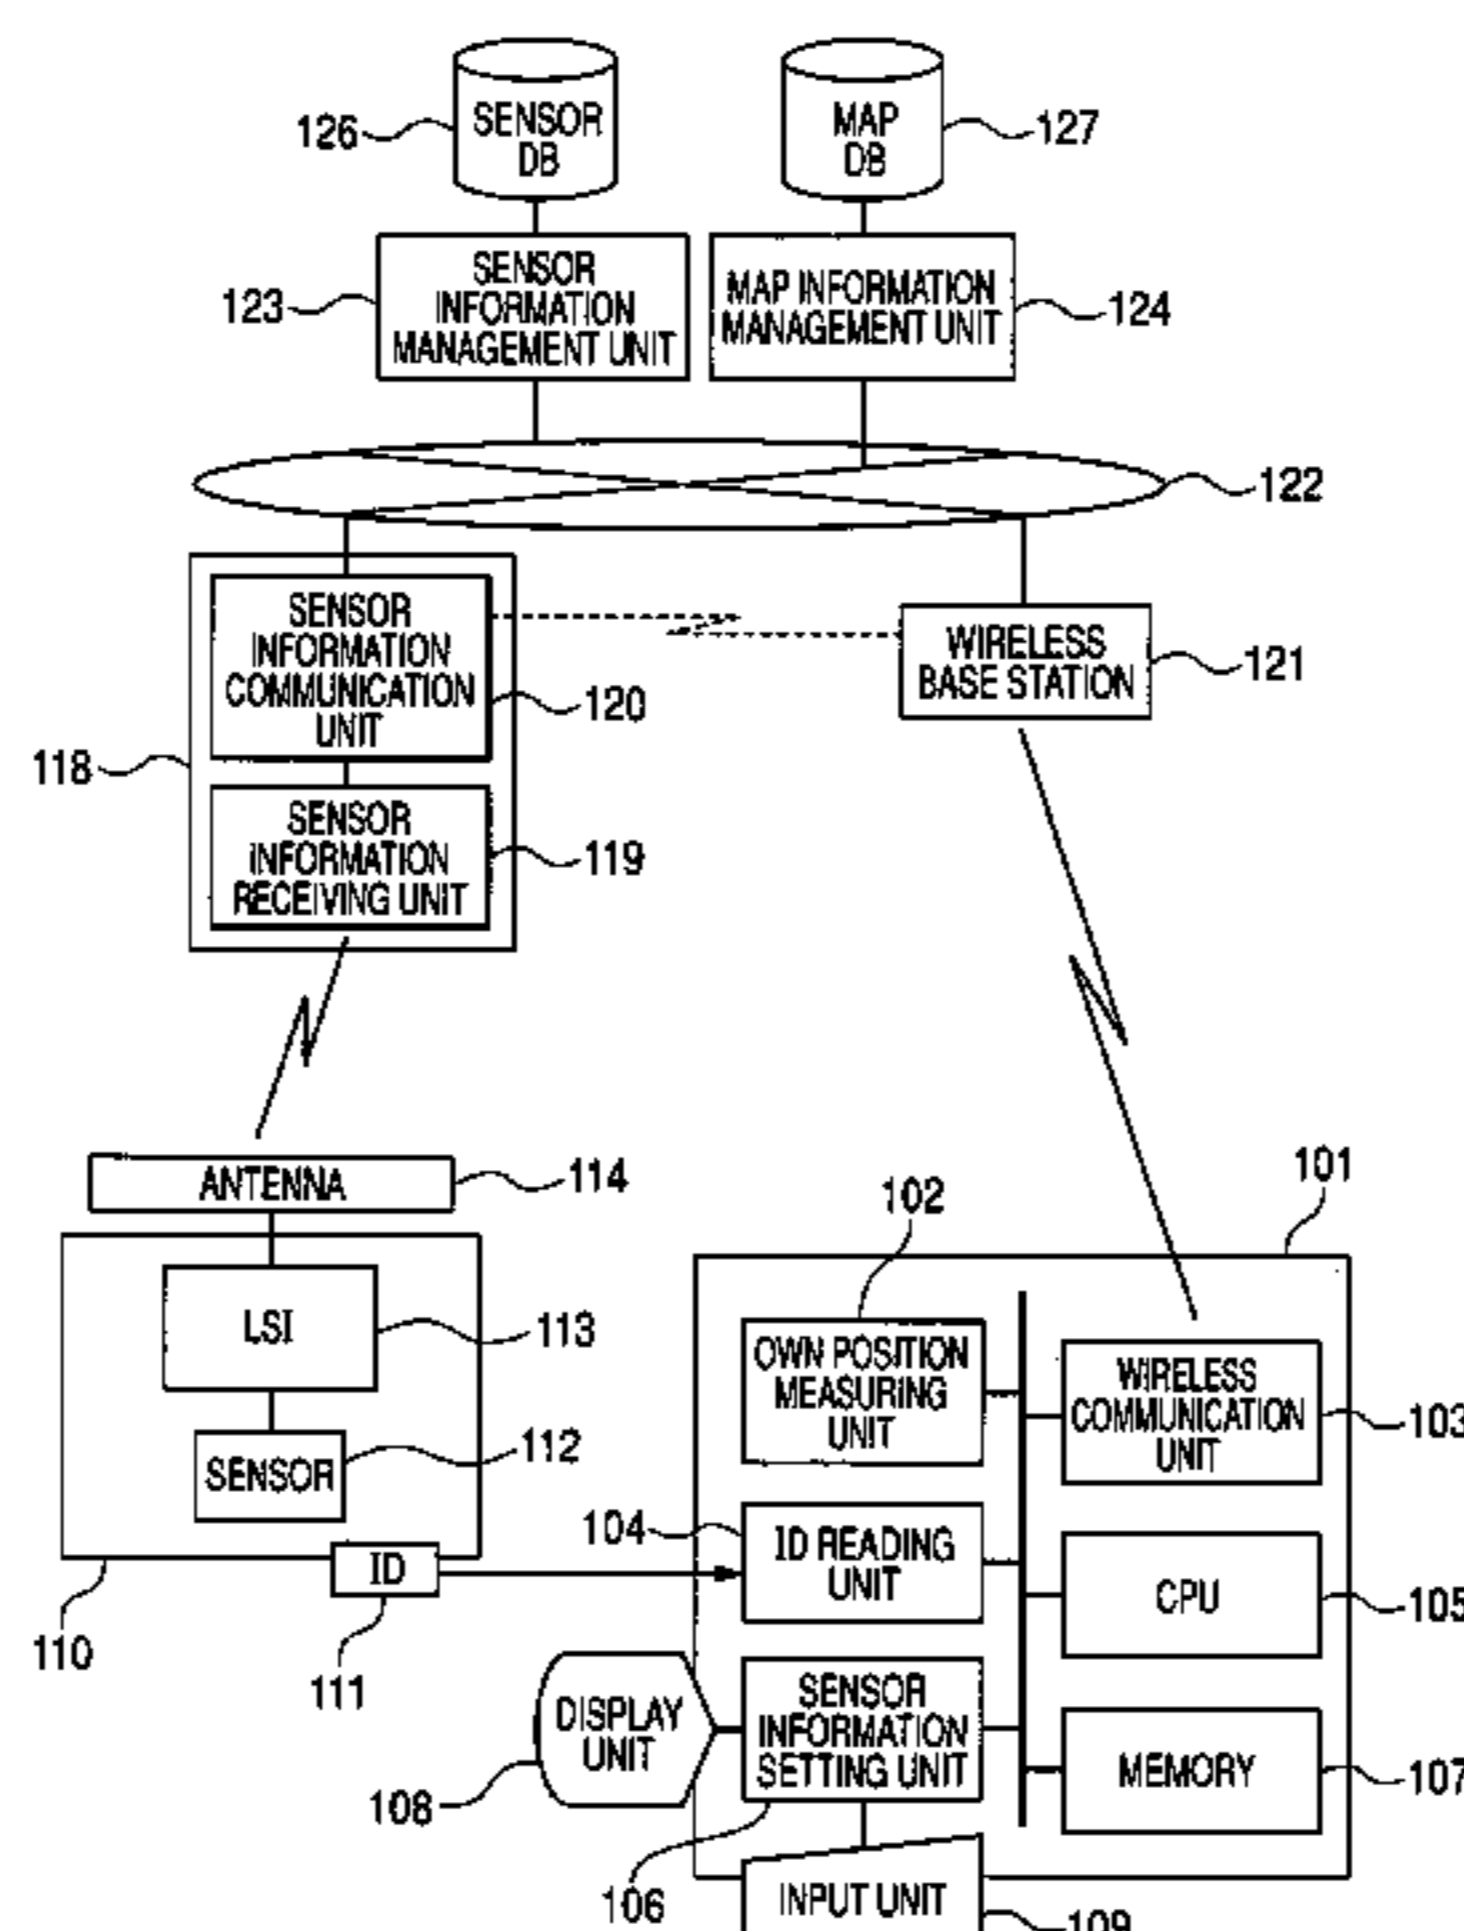 126
SENSOR
DB
MAP
DB
127
123
SENSOR
INFORMATION
MANAGEMENT UNIT
MAP INFORMATION
MANAGEMENT UNIT
124
122
SENSOR
INFORMATION
COMMUNICATION
UNIT
120
WIRELESS
BASE STATION
121
118
SENSOR
INFORMATION
RECEIVING UNIT
119
ANTENNA
114
101
102
LSI
113
OWN POSITION
MEASURING
UNIT
WIRELESS
COMMUNICATION
UNIT
103
SENSOR
112
104
ID READING
UNIT
CPU
105
ID
110
111
DISPLAY
UNIT
108
SENSOR
INFORMATION
SETTING UNIT
MEMORY
107
106
INPUT UNIT
109